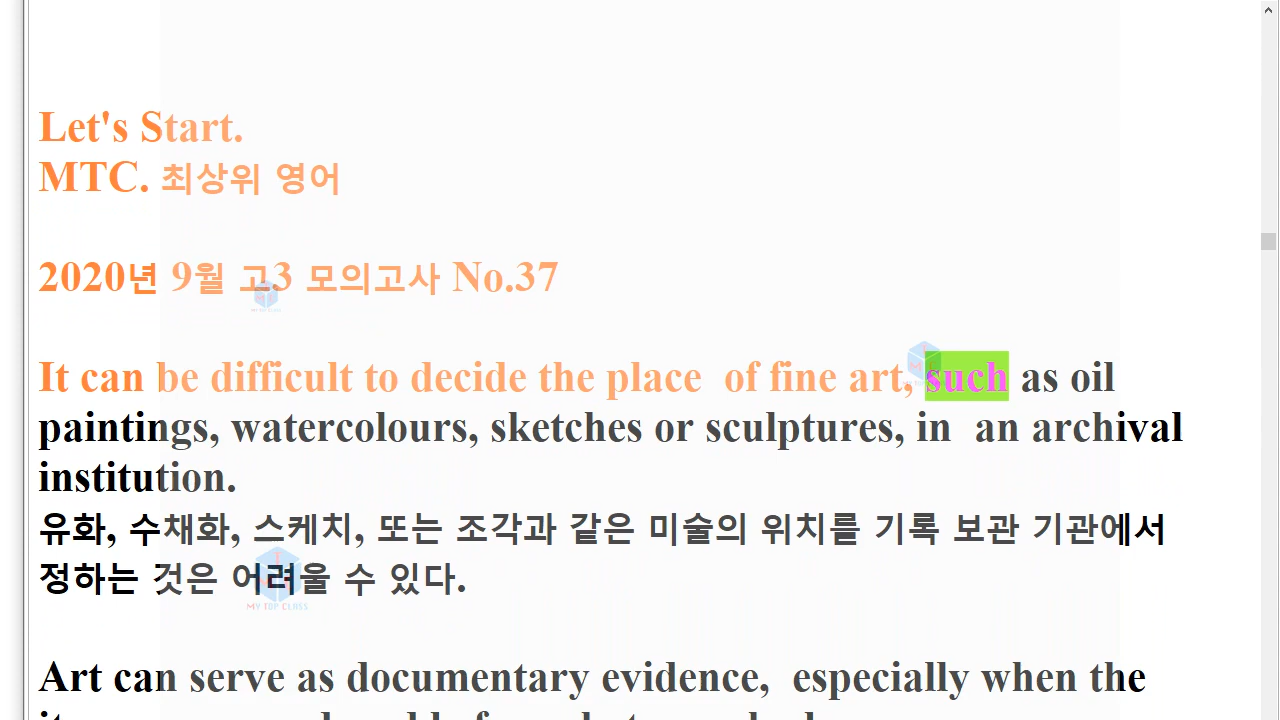 Let's Start.
MTC. 최상위 영어
2020년 9월 고3 모의고사 No.37
It can be difficult to decide the place of fine art, such as oil
paintings, watercolours, sketches or sculptures, in an archival
institution.
유화, 수채화, 스케치, 또는 조각과 같은 미술의 위치를 기록 보관 기관에서
정하는 것은 어려울 수 있다.
MY TOP CLASS
Art can serve as documentary evidence, especially when the